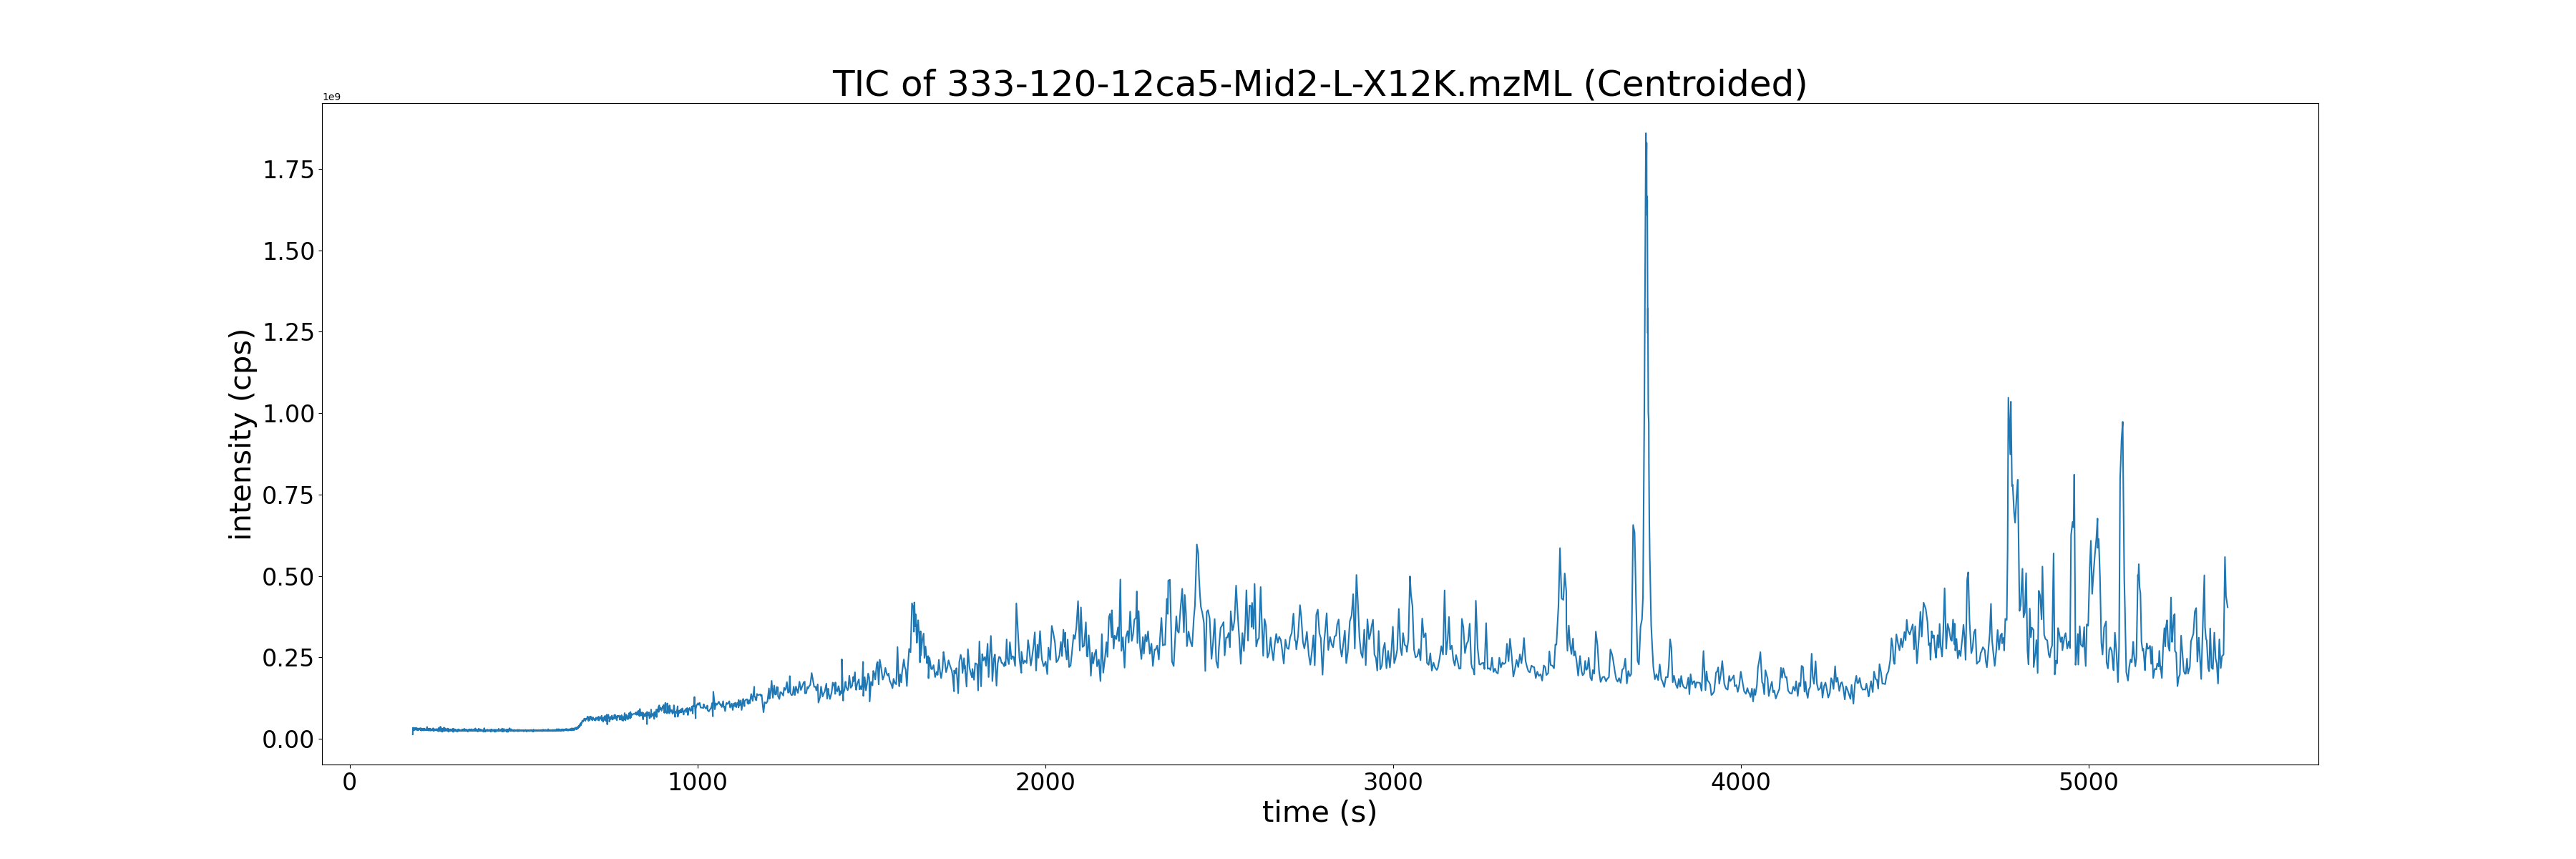 TIC of 333-120-12ca5-Mid2-L-X12K.mzML (Centroided)
1e9
1.75
1.50
1.25
1.00
0.75
0.50
0.25
0.00
intensity (cps)
0 1000 2000 3000 4000 5000
time (s)